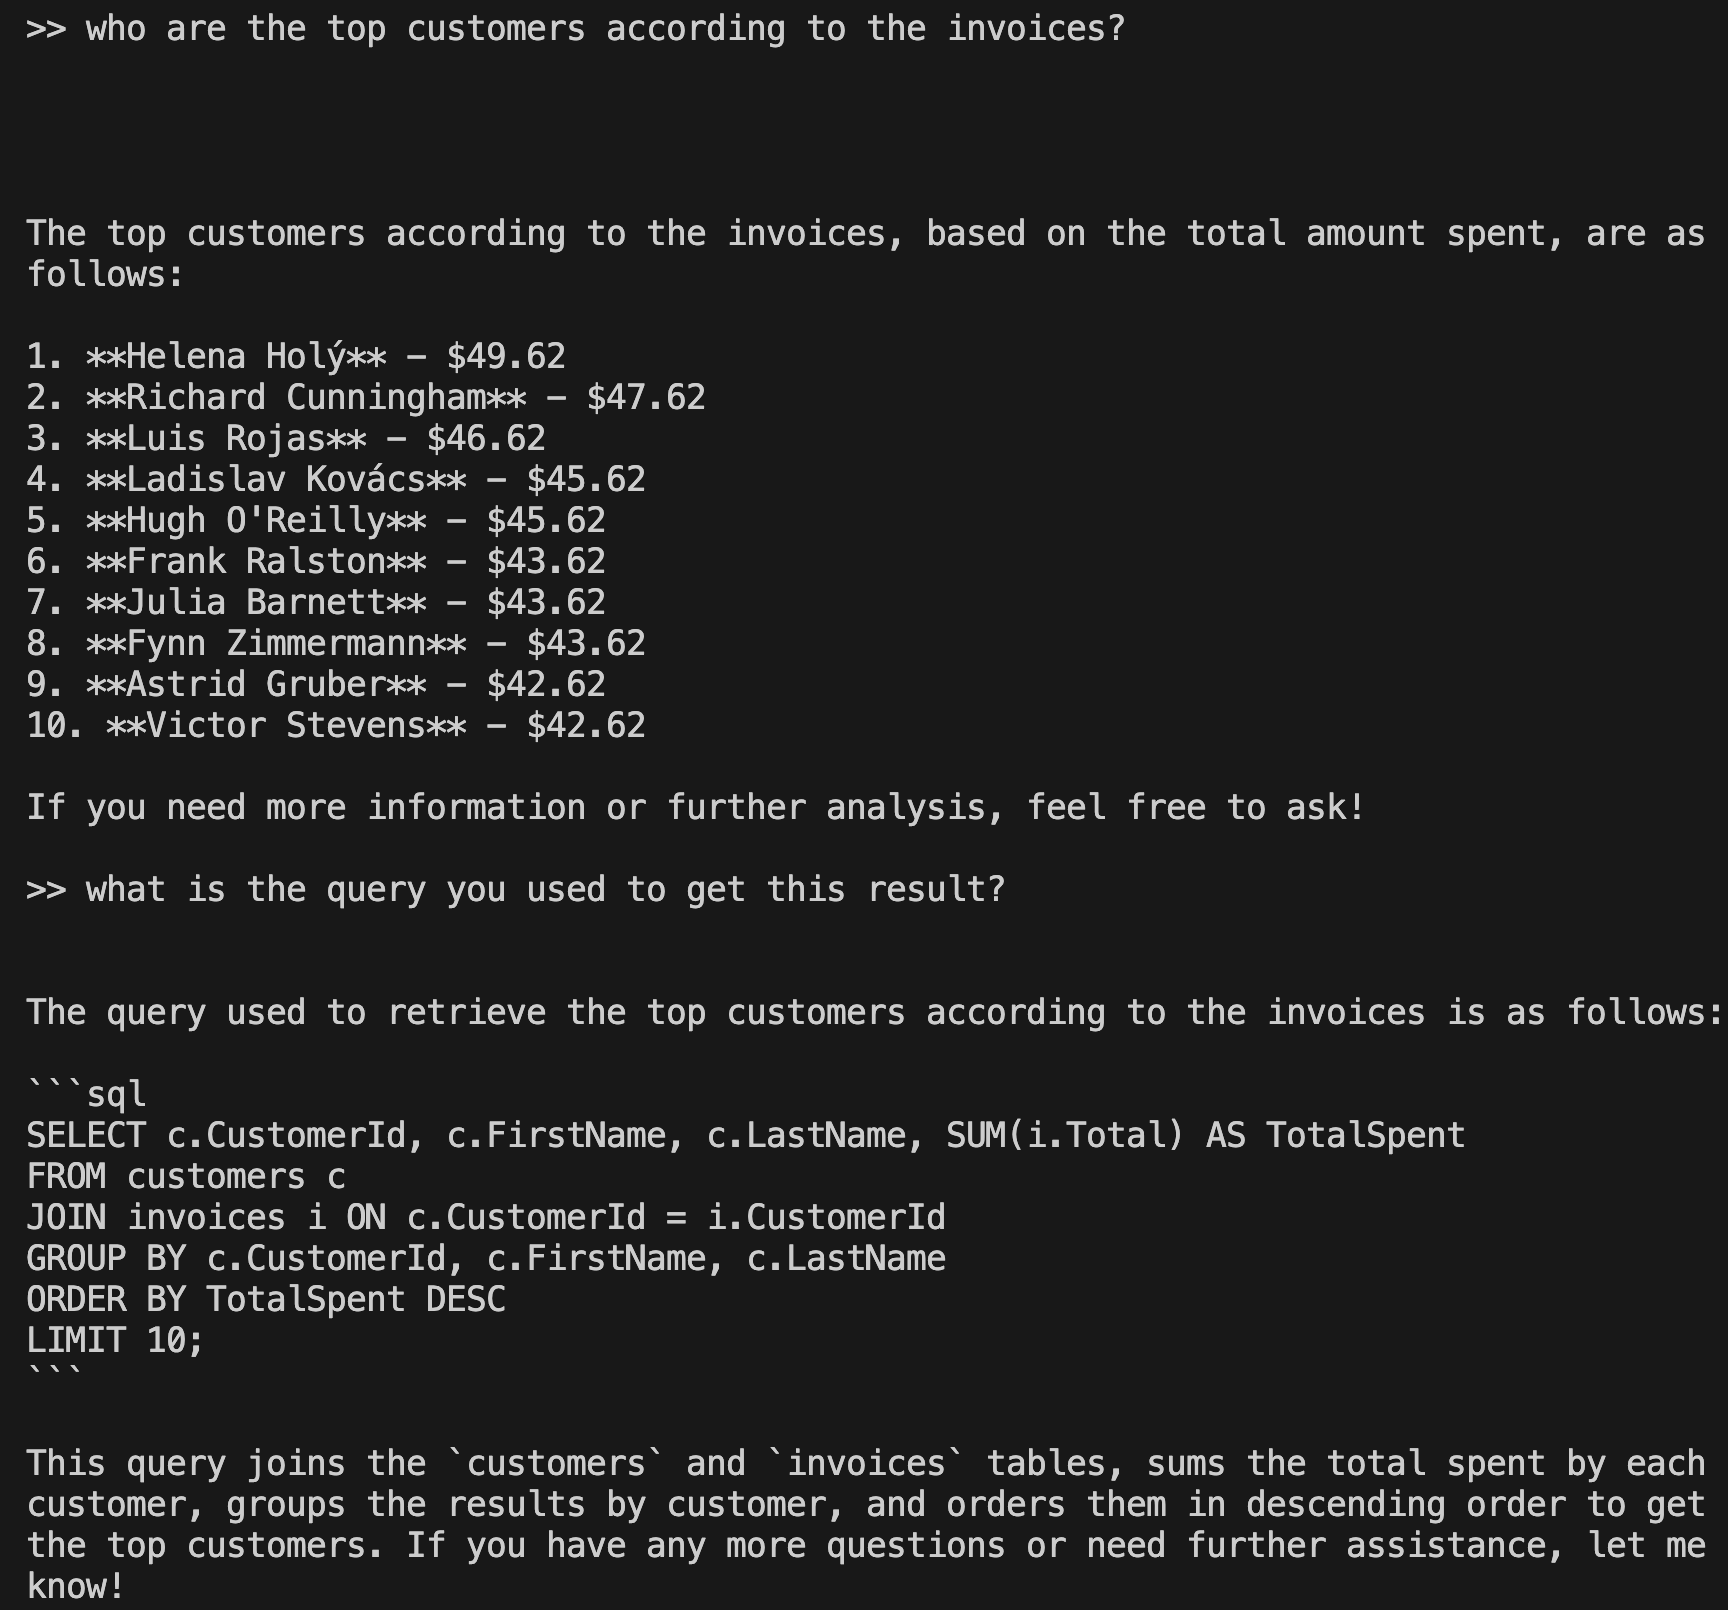 >> who are the top customers according to the invoices?
The top customers according to the invoices, based on the total amount spent, are as
follows:
1. **Helena Holý** – $49.62
2. **Richard Cunningham** – $47.62
3. **Luis Rojas** – $46.62
4. **Ladislav Kovács** – $45.62
5. **Hugh O'Reilly** – $45.62
6. **Frank Ralston** – $43.62
7. **Julia Barnett** – $43.62
8. **Fynn Zimmermann** – $43.62
9. **Astrid Gruber** – $42.62
10. **Victor Stevens** – $42.62
If you need more information or further analysis, feel free to ask!
>> what is the query you used to get this result?
The query used to retrieve the top customers according to the invoices is as follows:
```sql
SELECT c.CustomerId, c.FirstName, c.LastName, SUM(i.Total) AS TotalSpent
FROM customers c
JOIN invoices i ON c.CustomerId = i.CustomerId
GROUP BY c.CustomerId, c.FirstName, c.LastName
ORDER BY TotalSpent DESC
LIMIT 10;
```
This query joins the `customers` and `invoices` tables, sums the total spent by each
customer, groups the results by customer, and orders them in descending order to get
the top customers. If you have any more questions or need further assistance, let me
know!